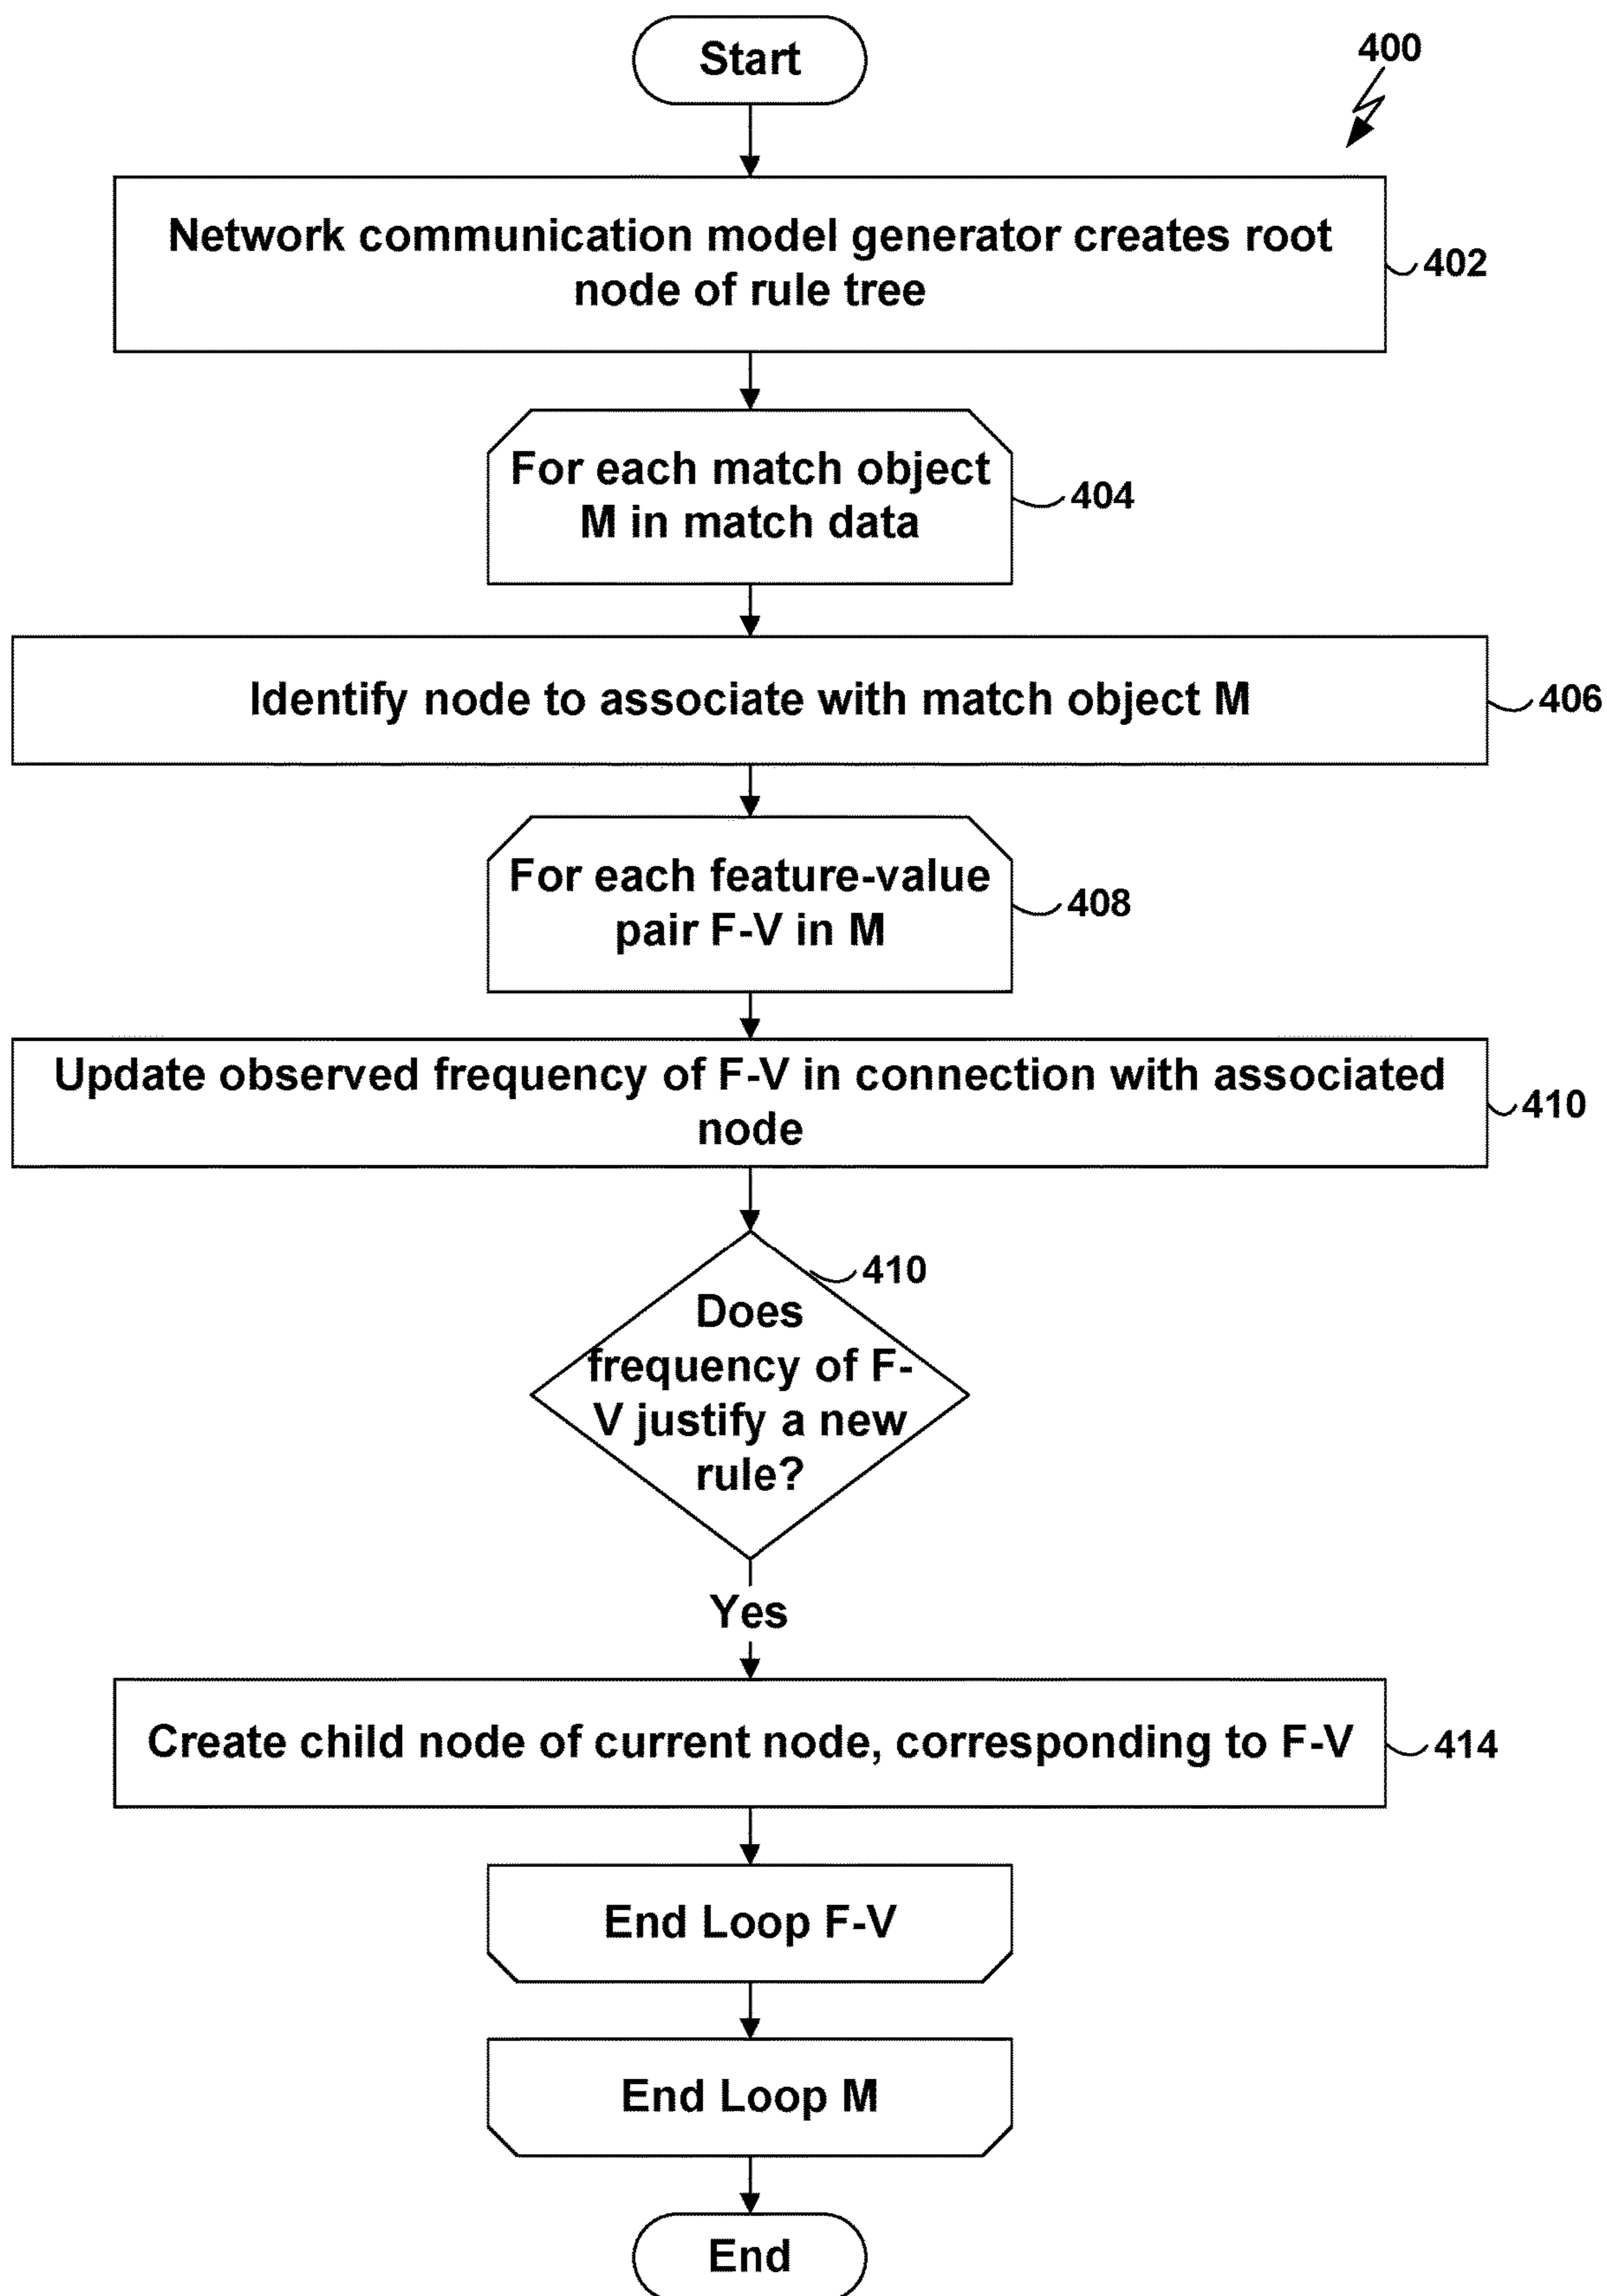 Start
400
Network communication model generator creates root
node of rule tree
402
For each match object
M in match data
404
Identify node to associate with match object M
406
For each feature-value
pair F-V in M
408
Update observed frequency of F-V in connection with associated
node
410
410
Does
frequency of F-
V justify a new
rule?
Yes
Create child node of current node, corresponding to F-V
414
End Loop F-V
End Loop M
End